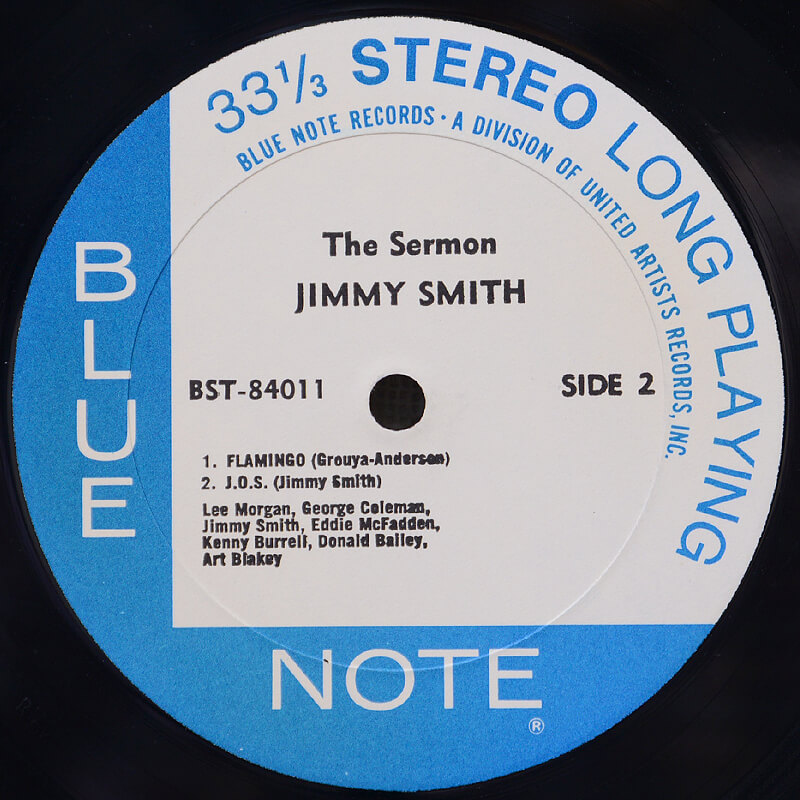 33⅓ STEREO LONG PLAYING
BLUE NOTE RECORDS · A DIVISION OF UNITED ARTISTS RECORDS, INC.
The Sermon
JIMMY SMITH
BST-84011
SIDE 2
1. FLAMINGO (Grouya-Anderson)
2. J.O.S. (Jimmy Smith)
Lee Morgan, George Coleman,
Jimmy Smith, Eddie McFadden,
Kenny Burrell, Donald Bailey,
Art Blakey
BLUE
NOTE
®